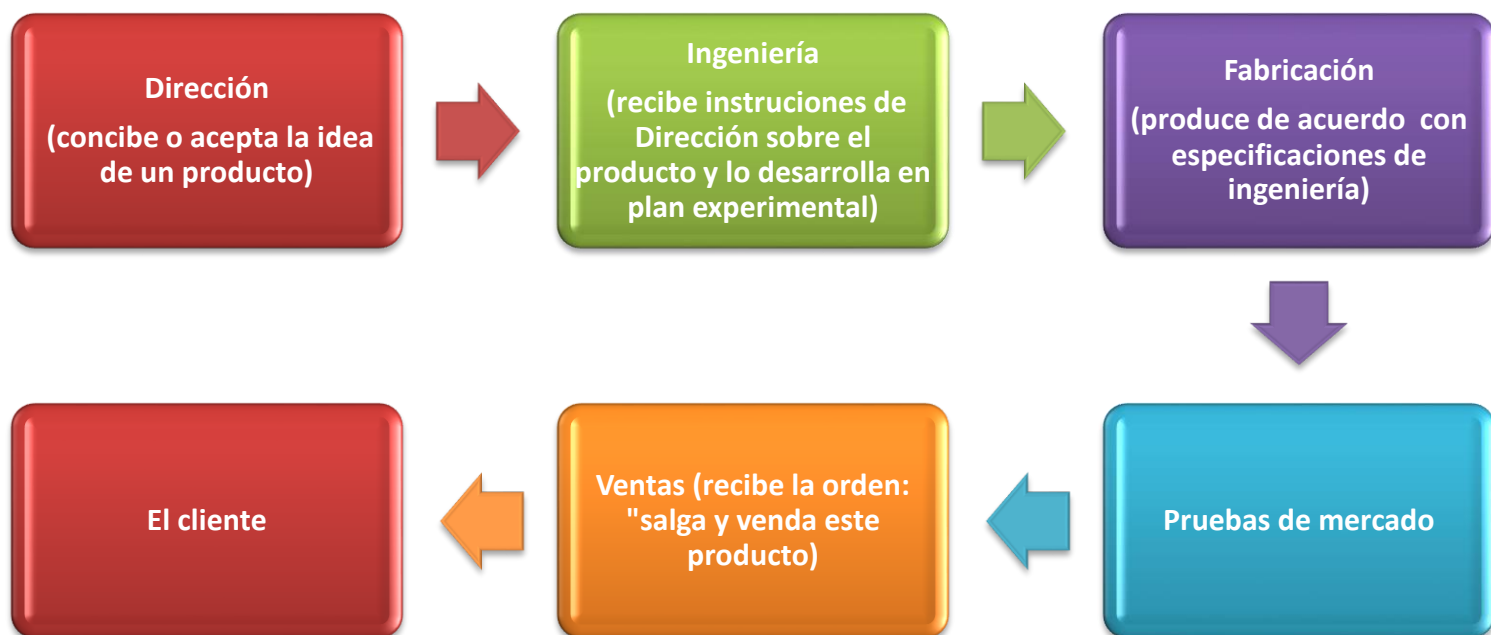 Dirección
(concibe o acepta la idea
de un producto)
Ingeniería
(recibe instruciones de
Dirección sobre el
producto y lo desarrolla en
plan experimental)
Fabricación
(produce de acuerdo  con
especificaciones de
ingeniería)
Pruebas de mercado
Ventas (recibe la orden:
"salga y venda este
producto)
El cliente